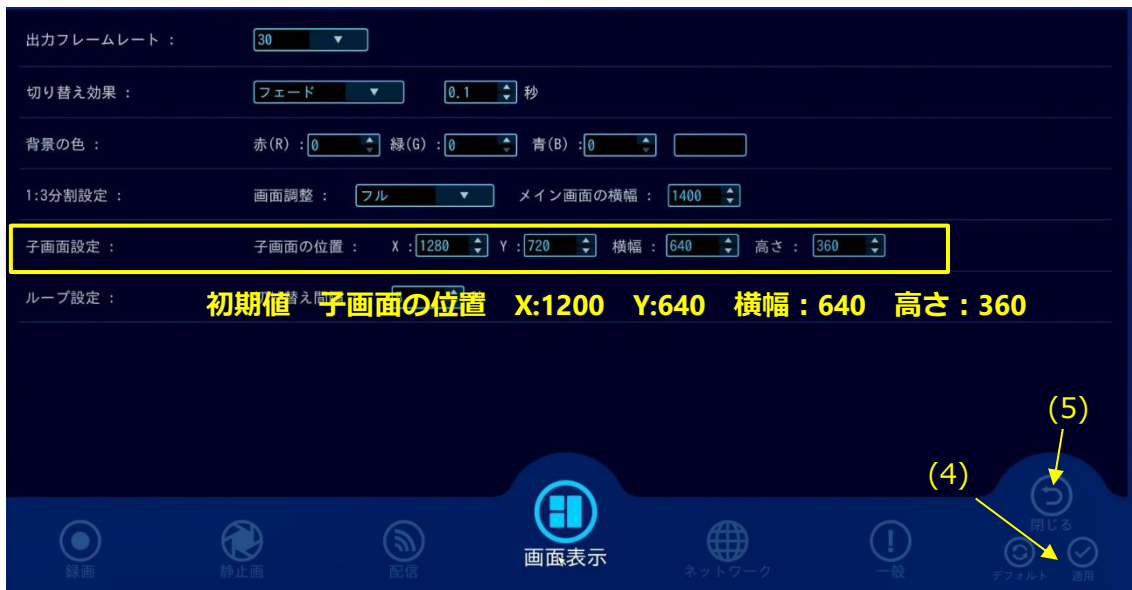 出力フレームレート : 30 ▼
切り替え効果 : フェード ▼ 0.1 秒
背景の色 : 赤(R) :0 緑(G) :0 青(B) :0
1:3分割設定 : 画面調整 : フル ▼ メイン画面の横幅 : 1400
子画面設定 : 子画面の位置 : X :1280 Y :720 横幅 : 640 高さ : 360
ループ設定 :
初期値 子画面の位置 X:1200 Y:640 横幅:640 高さ:360
(5)
(4)
閉じる
録画 静止画 配信 画面表示 ネットワーク 一般 デフォルト 適用